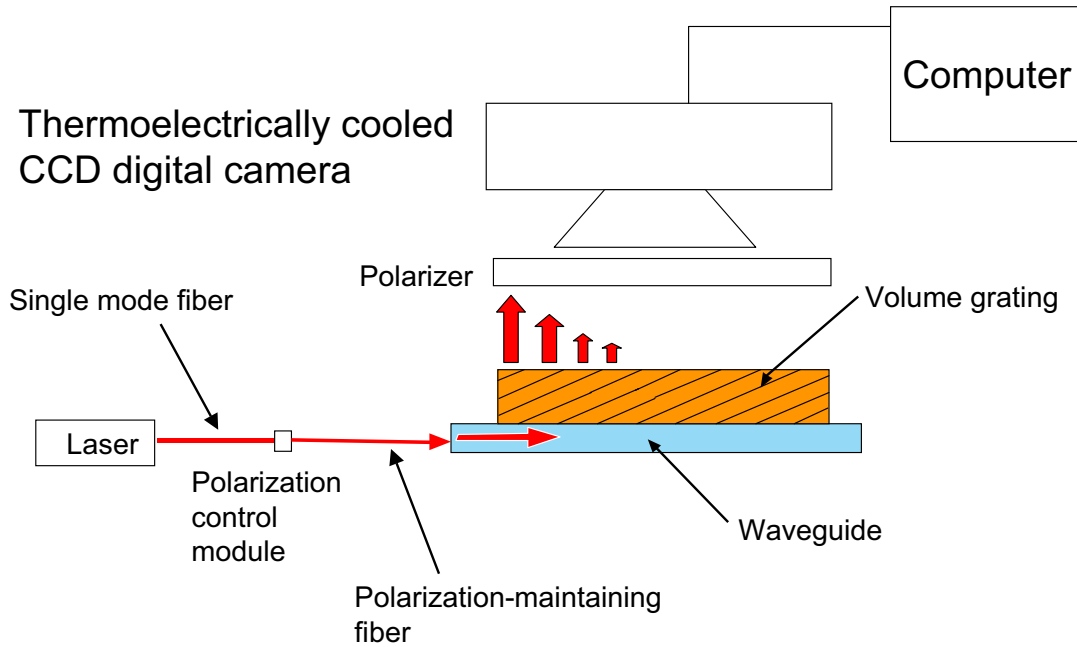 Computer
Thermoelectrically cooled
CCD digital camera
Polarizer
Single mode fiber
Volume grating
Laser
Polarization
control
module
Waveguide
Polarization-maintaining
fiber